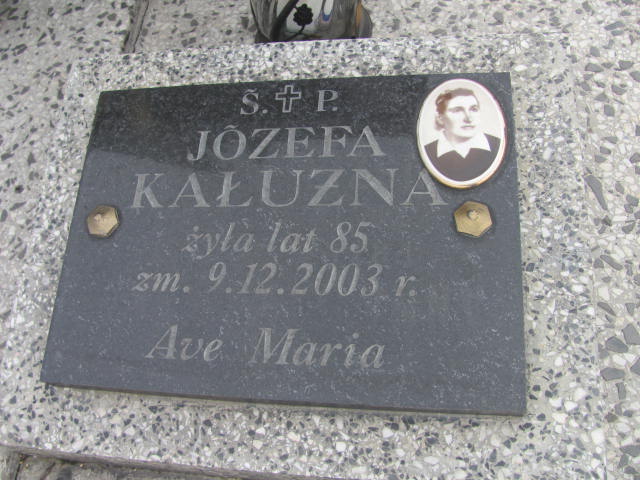 Ś. ✝ P.
JÓZEFA
KAŁUŻNA
żyła lat 85
zm. 9.12.2003 r.
Ave Maria